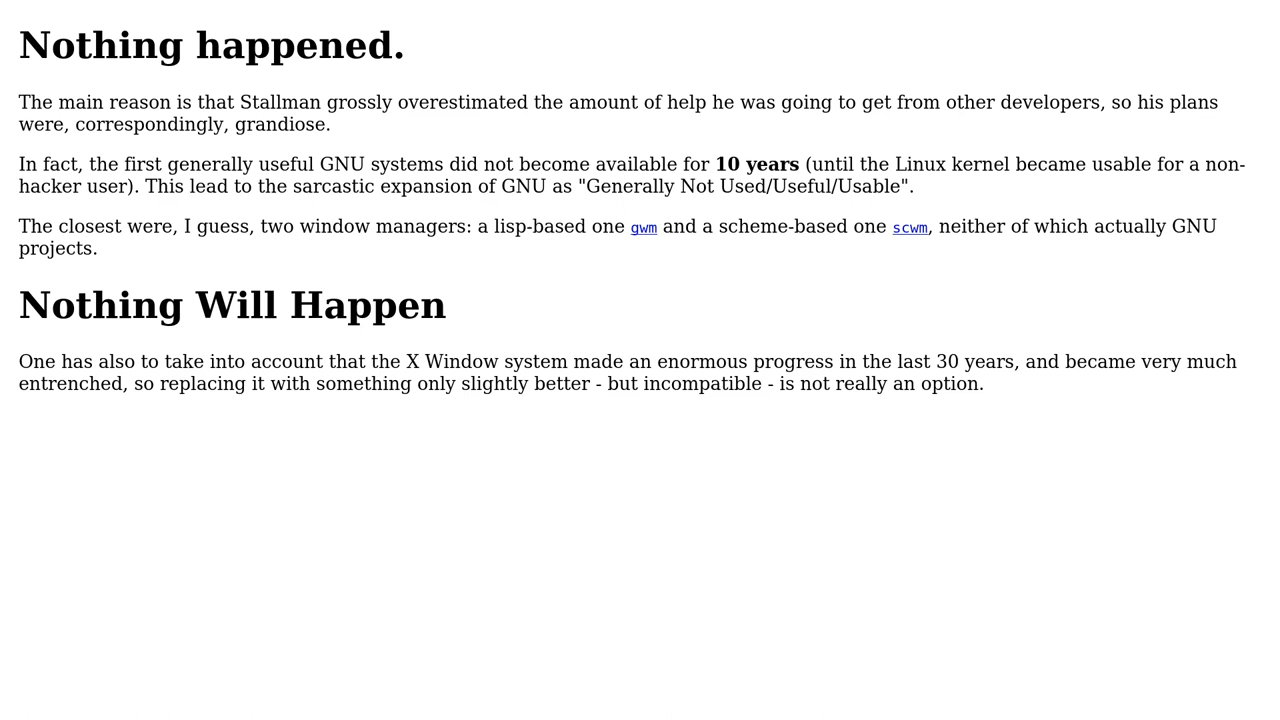 Nothing happened.
The main reason is that Stallman grossly overestimated the amount of help he was going to get from other developers, so his plans
were, correspondingly, grandiose.
In fact, the first generally useful GNU systems did not become available for 10 years (until the Linux kernel became usable for a non-
hacker user). This lead to the sarcastic expansion of GNU as "Generally Not Used/Useful/Usable".
The closest were, I guess, two window managers: a lisp-based one gwm and a scheme-based one scwm, neither of which actually GNU
projects.
Nothing Will Happen
One has also to take into account that the X Window system made an enormous progress in the last 30 years, and became very much
entrenched, so replacing it with something only slightly better - but incompatible - is not really an option.